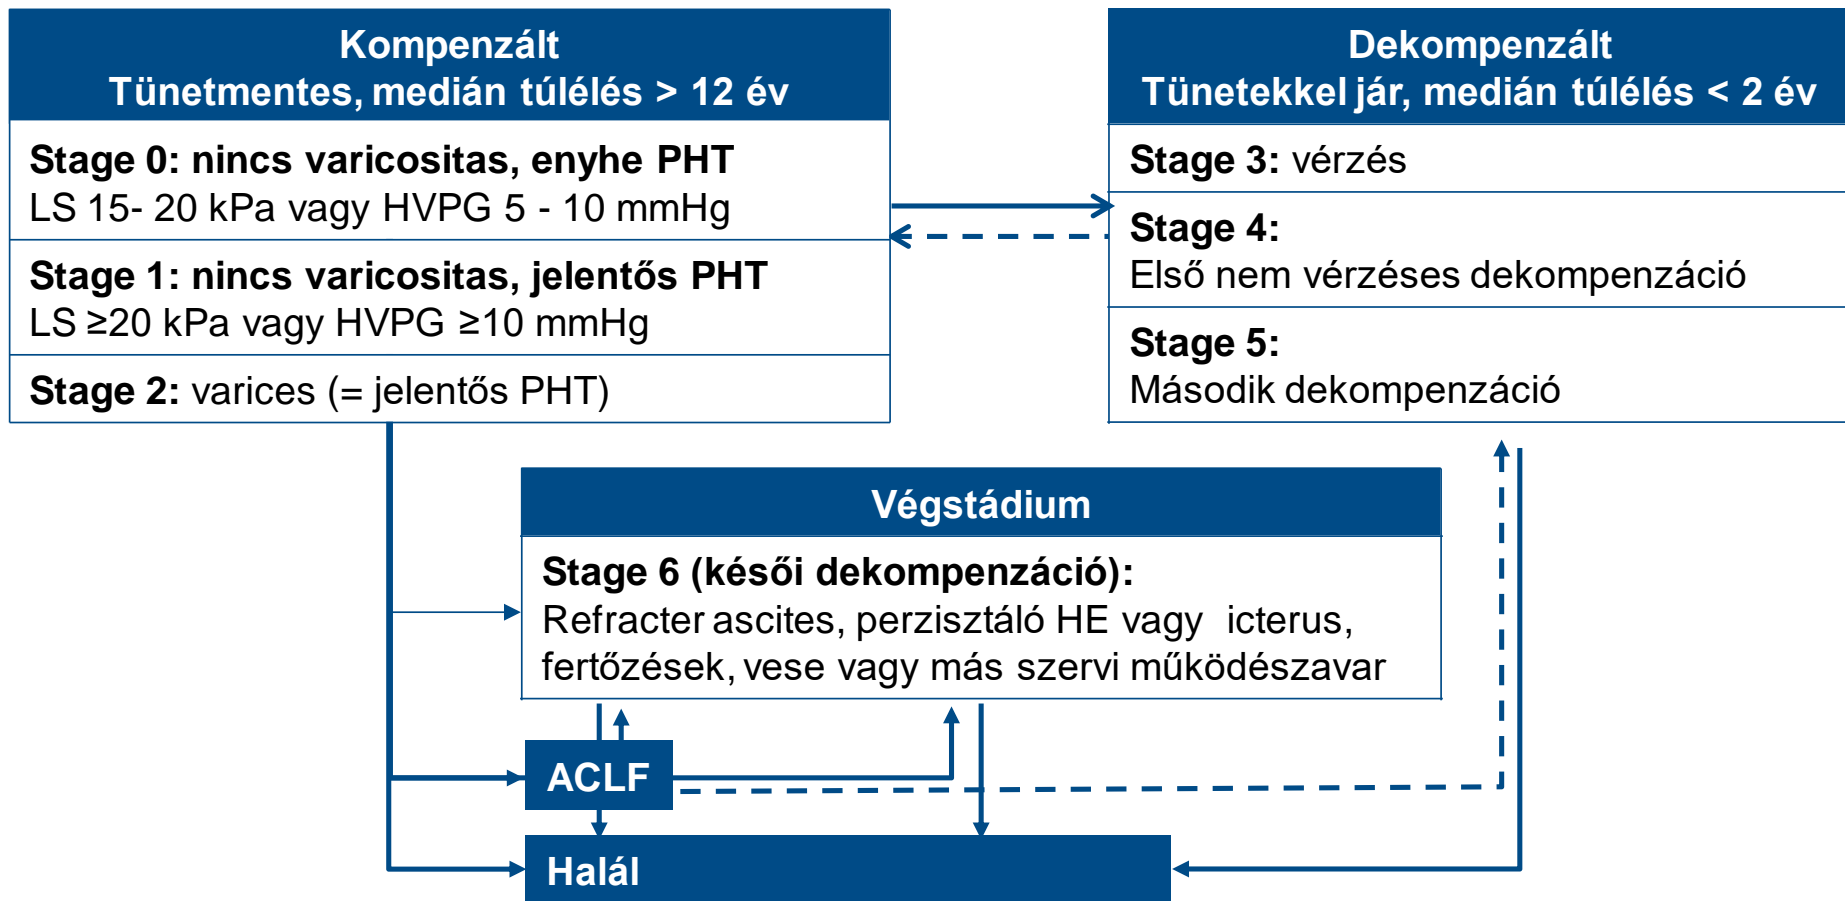 Kompenzált
Tünetmentes, medián túlélés > 12 év
Stage 0: nincs varicositas, enyhe PHT
LS 15- 20 kPa vagy HVPG 5 - 10 mmHg
Stage 1: nincs varicositas, jelentős PHT
LS ≥20 kPa vagy HVPG ≥10 mmHg
Stage 2: varices (= jelentős PHT)
Dekompenzált
Tünetekkel jár, medián túlélés < 2 év
Stage 3: vérzés
Stage 4:
Első nem vérzéses dekompenzáció
Stage 5:
Második dekompenzáció
Végstádium
Stage 6 (késői dekompenzáció):
Refracter ascites, perzisztáló HE vagy icterus,
fertőzések, vese vagy más szervi működészavar
ACLF
Halál